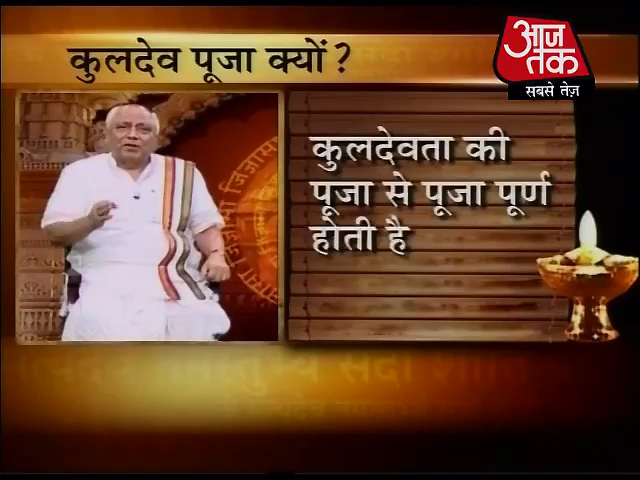 कुलदेव पूजा क्यों?
आज
तक
सबसे तेज़
कुलदेवता की
पूजा से पूजा पूर्ण
होती है